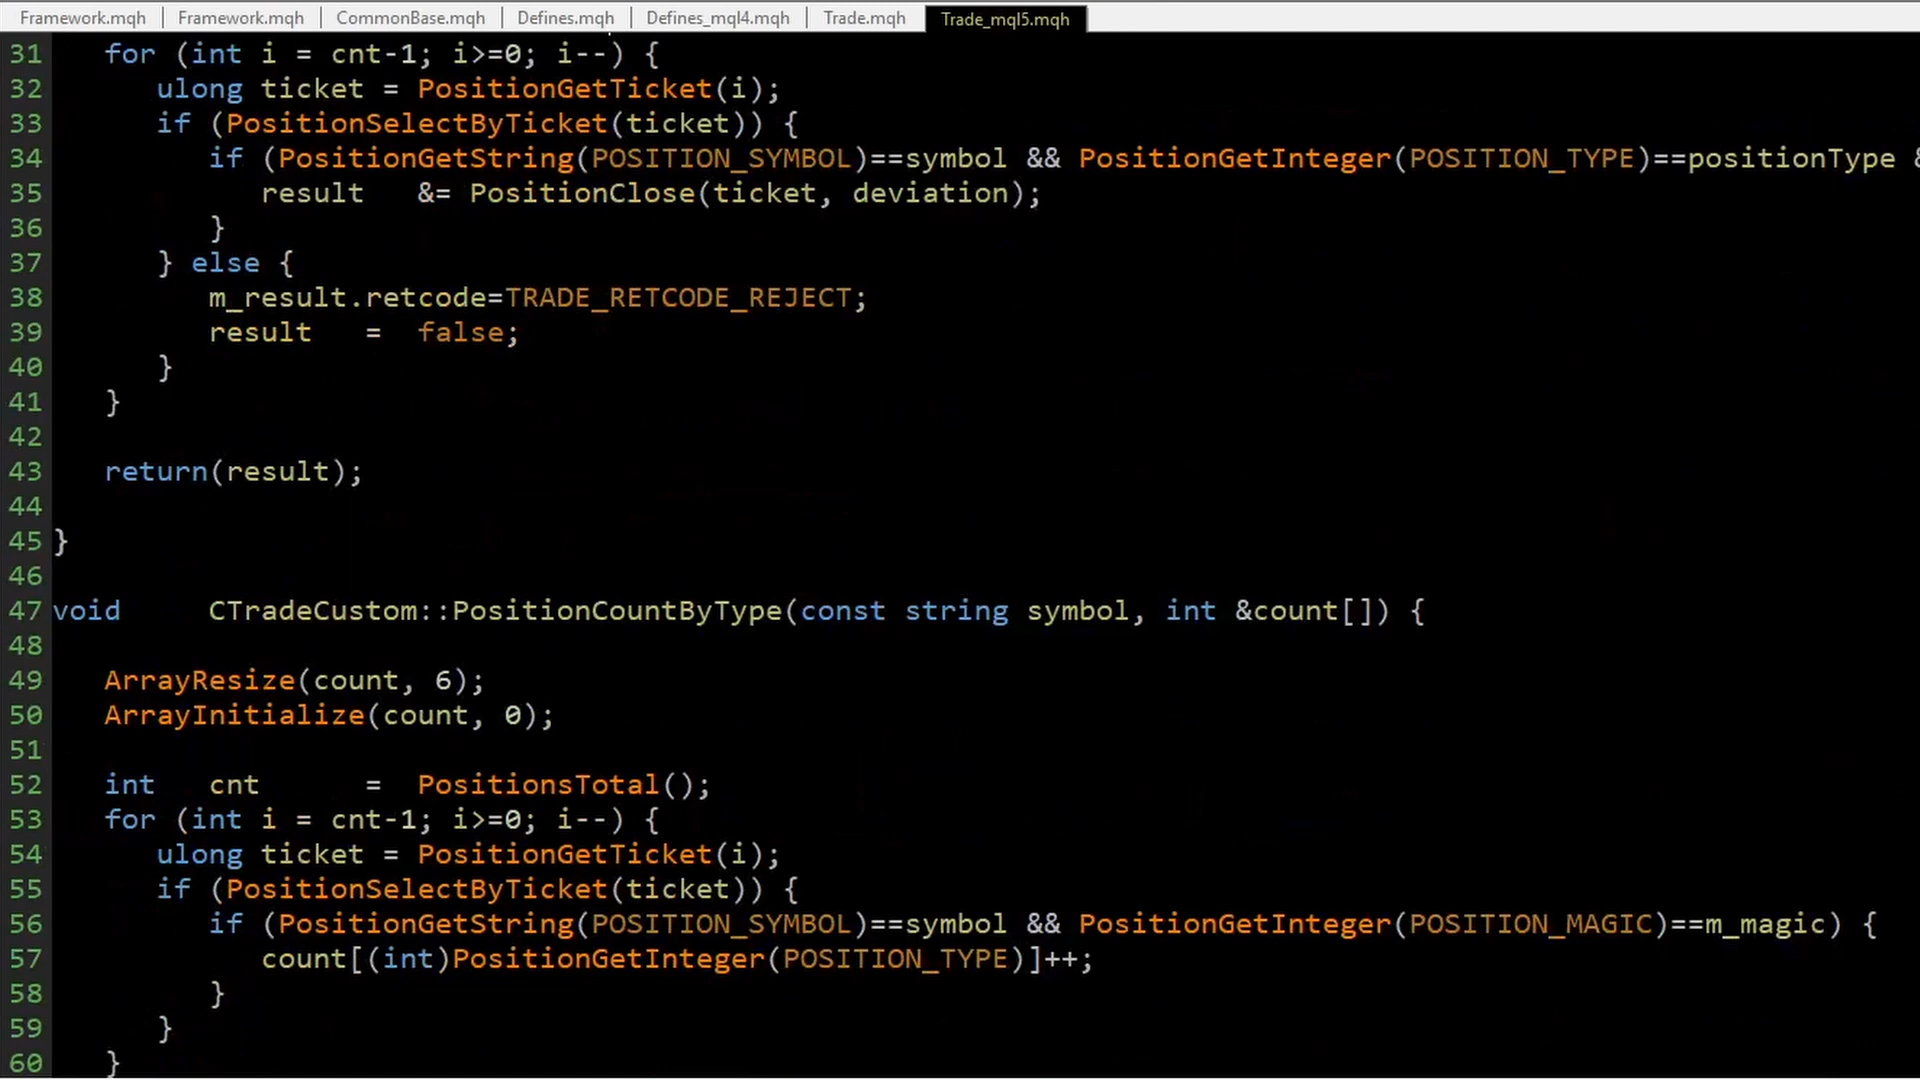 Framework.mqh Framework.mqh CommonBase.mqh Defines.mqh Defines_mql4.mqh Trade.mqh Trade_mql5.mqh
31    for (int i = cnt-1; i>=0; i--) {
32       ulong ticket = PositionGetTicket(i);
33       if (PositionSelectByTicket(ticket)) {
34          if (PositionGetString(POSITION_SYMBOL)==symbol && PositionGetInteger(POSITION_TYPE)==positionType &
35             result   &= PositionClose(ticket, deviation);
36          }
37       } else {
38          m_result.retcode=TRADE_RETCODE_REJECT;
39          result   =  false;
40       }
41    }
42
43    return(result);
44
45 }
46
47 void     CTradeCustom::PositionCountByType(const string symbol, int &count[]) {
48
49    ArrayResize(count, 6);
50    ArrayInitialize(count, 0);
51
52    int   cnt      =  PositionsTotal();
53    for (int i = cnt-1; i>=0; i--) {
54       ulong ticket = PositionGetTicket(i);
55       if (PositionSelectByTicket(ticket)) {
56          if (PositionGetString(POSITION_SYMBOL)==symbol && PositionGetInteger(POSITION_MAGIC)==m_magic) {
57             count[(int)PositionGetInteger(POSITION_TYPE)]++;
58          }
59       }
60    }